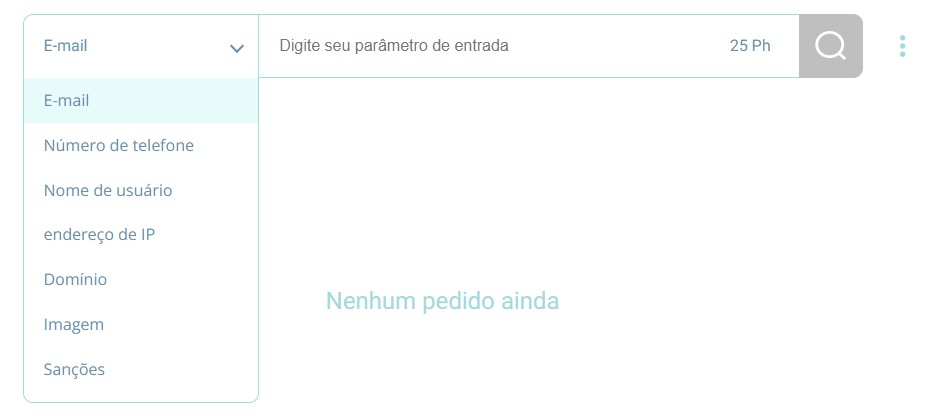 E-mail
Digite seu parâmetro de entrada
25 Ph
E-mail
Número de telefone
Nome de usuário
endereço de IP
Domínio
Imagem
Sanções
Nenhum pedido ainda